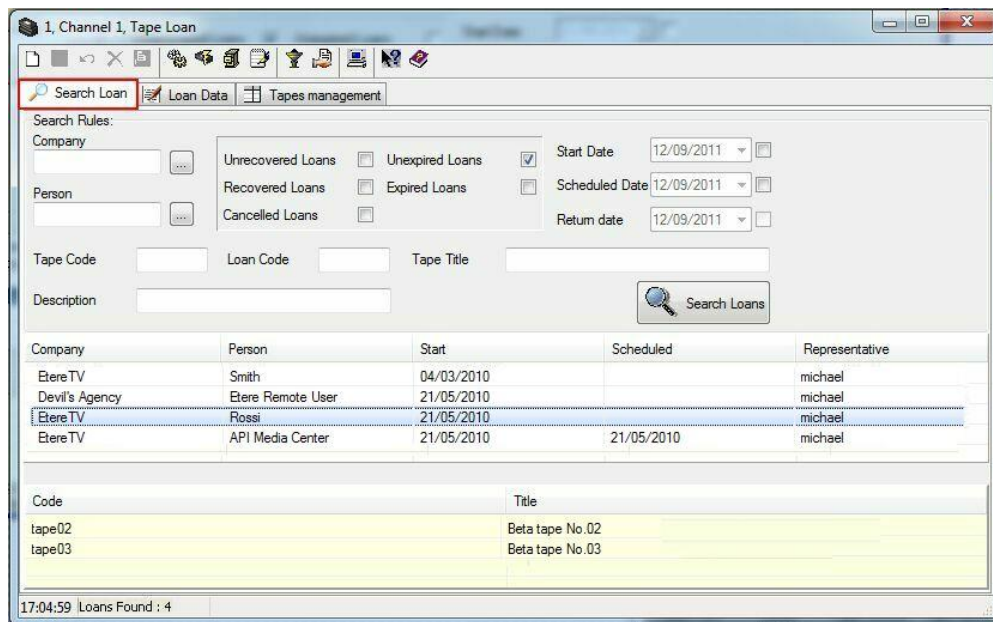 1, Channel 1, Tape Loan
Search Loan Loan Data Tapes management
Search Rules:
Company
...
Person
...
Unrecovered Loans Unexpired Loans
Recovered Loans Expired Loans
Cancelled Loans
Start Date 12/09/2011
Scheduled Date 12/09/2011
Return date 12/09/2011
Tape Code Loan Code Tape Title
Description Search Loans
Company Person Start Scheduled Representative
EtereTV Smith 04/03/2010 michael
Devil's Agency Etere Remote User 21/05/2010 michael
EtereTV Rossi 21/05/2010 michael
EtereTV API Media Center 21/05/2010 21/05/2010 michael
Code Title
tape02 Beta tape No.02
tape03 Beta tape No.03
17:04:59 Loans Found : 4